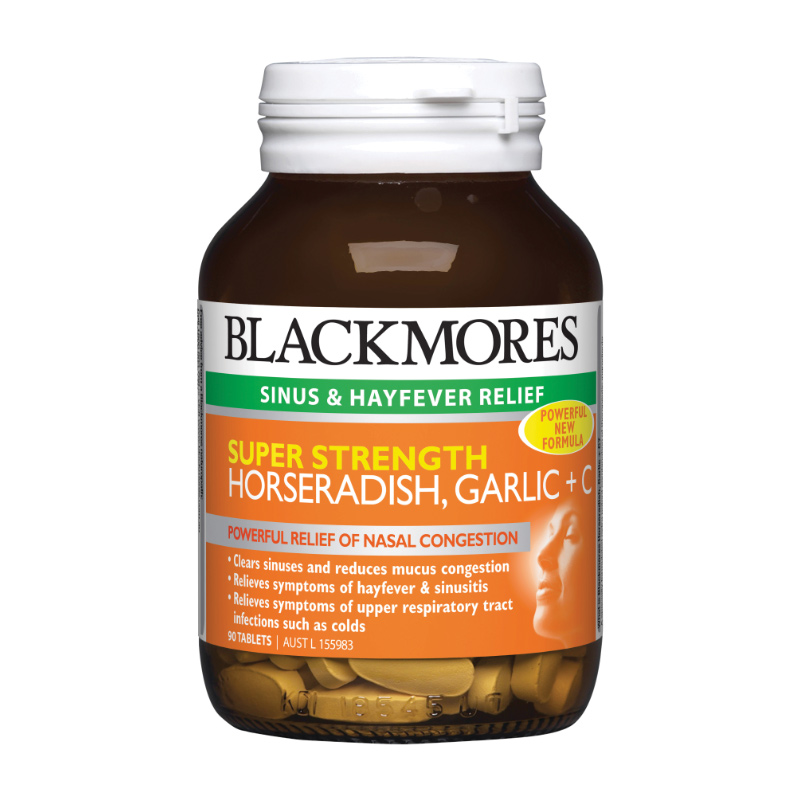 BLACKMORES
SINUS & HAYFEVER RELIEF
POWERFUL
NEW
FORMULA
SUPER STRENGTH
HORSERADISH, GARLIC + C
POWERFUL RELIEF OF NASAL CONGESTION
• Clears sinuses and reduces mucus congestion
• Relieves symptoms of hayfever & sinusitis
• Relieves symptoms of upper respiratory tract
infections such as colds
90 TABLETS | AUST L 155983